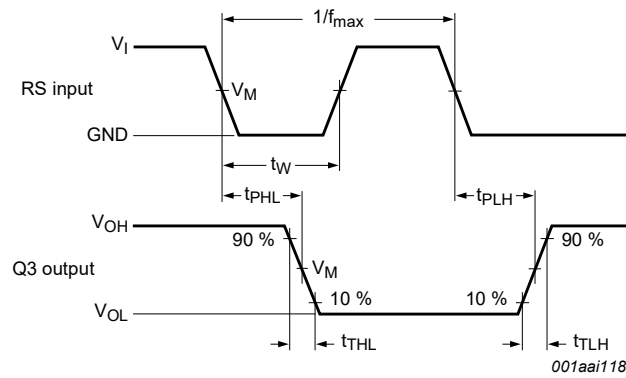 1/fmax
VI
RS input
VM
GND
tW
tPHL
tPLH
VOH
90 %
90 %
Q3 output
VM
10 %
10 %
VOL
tTHL
tTLH
001aai118